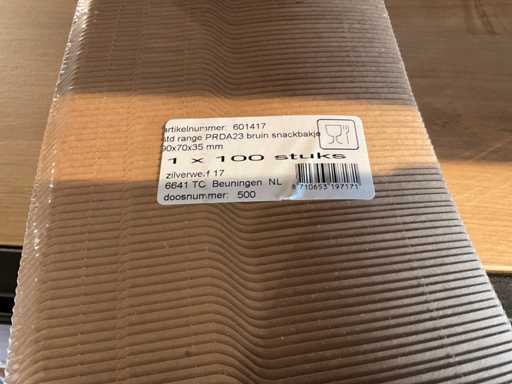 artikelnummer: 601417
std range PRDA23 bruin snackbakje
90x70x35 mm
1 x 100 stuks
zilverwerf 17
6641 TC Beuningen NL
8 710653 197171
doosnummer: 500